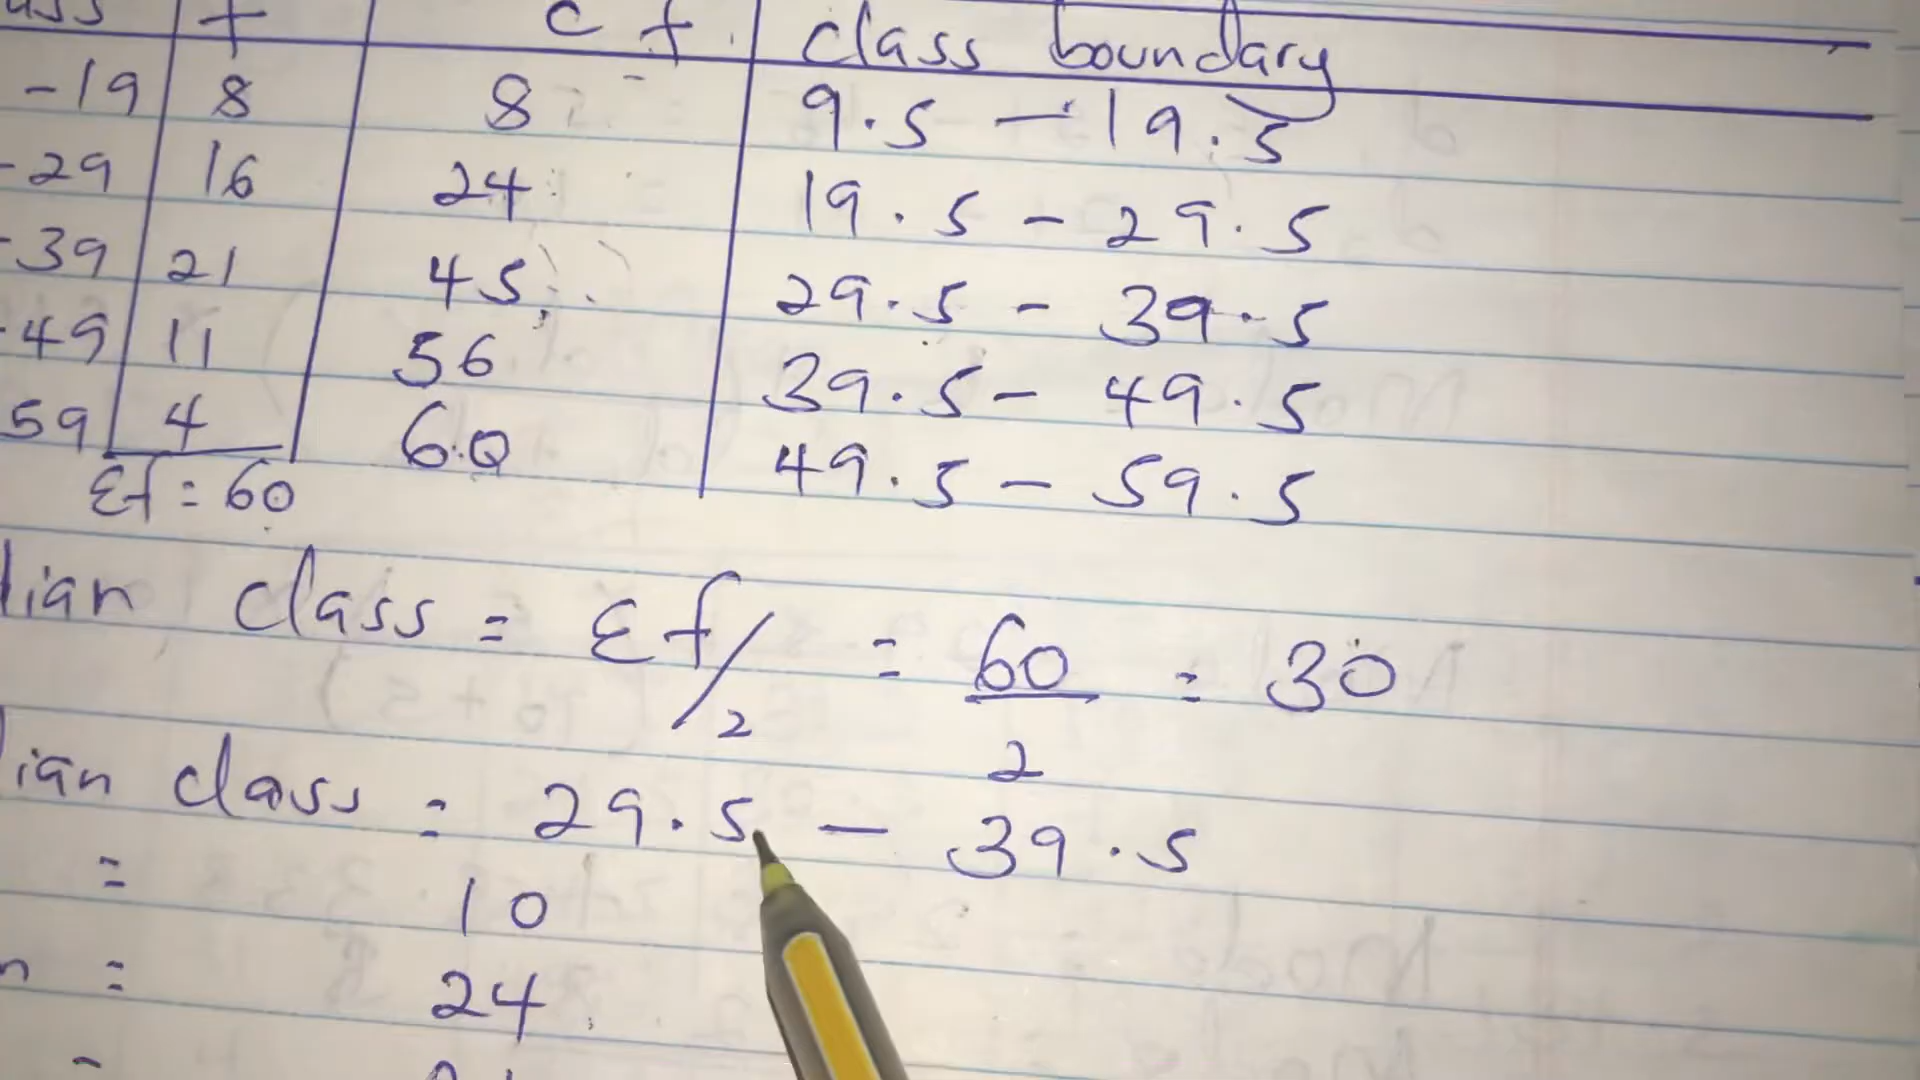 f c f. class boundary
-19 8 8 9.5 - 19.5
-29 16 24 19.5 - 29.5
-39 21 45 29.5 - 39.5
-49 11 56 39.5 - 49.5
59 4 60 49.5 - 59.5
Σf = 60
dian class = Σf/2 = 60/2 = 30
ian class = 29.5 - 39.5
= 10
n = 24